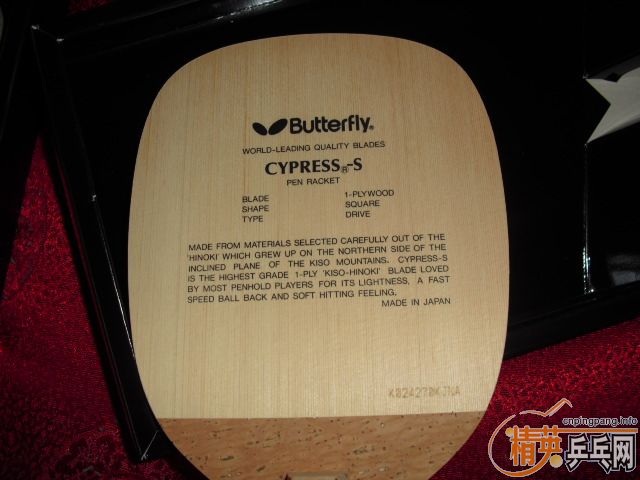 Butterfly®
WORLD-LEADING QUALITY BLADES
CYPRESS®-S
PEN RACKET
BLADE 1-PLYWOOD
SHAPE SQUARE
TYPE DRIVE
MADE FROM MATERIALS SELECTED CAREFULLY OUT OF THE
'HINOKI' WHICH GREW UP ON THE NORTHERN SIDE OF THE
INCLINED PLANE OF THE KISO MOUNTAINS. CYPRESS-S
IS THE HIGHEST GRADE 1-PLY 'KISO-HINOKI' BLADE LOVED
BY MOST PENHOLD PLAYERS FOR ITS LIGHTNESS, A FAST
SPEED BALL BACK AND SOFT HITTING FEELING.
MADE IN JAPAN
cnpingpang.info
精英乒乓网